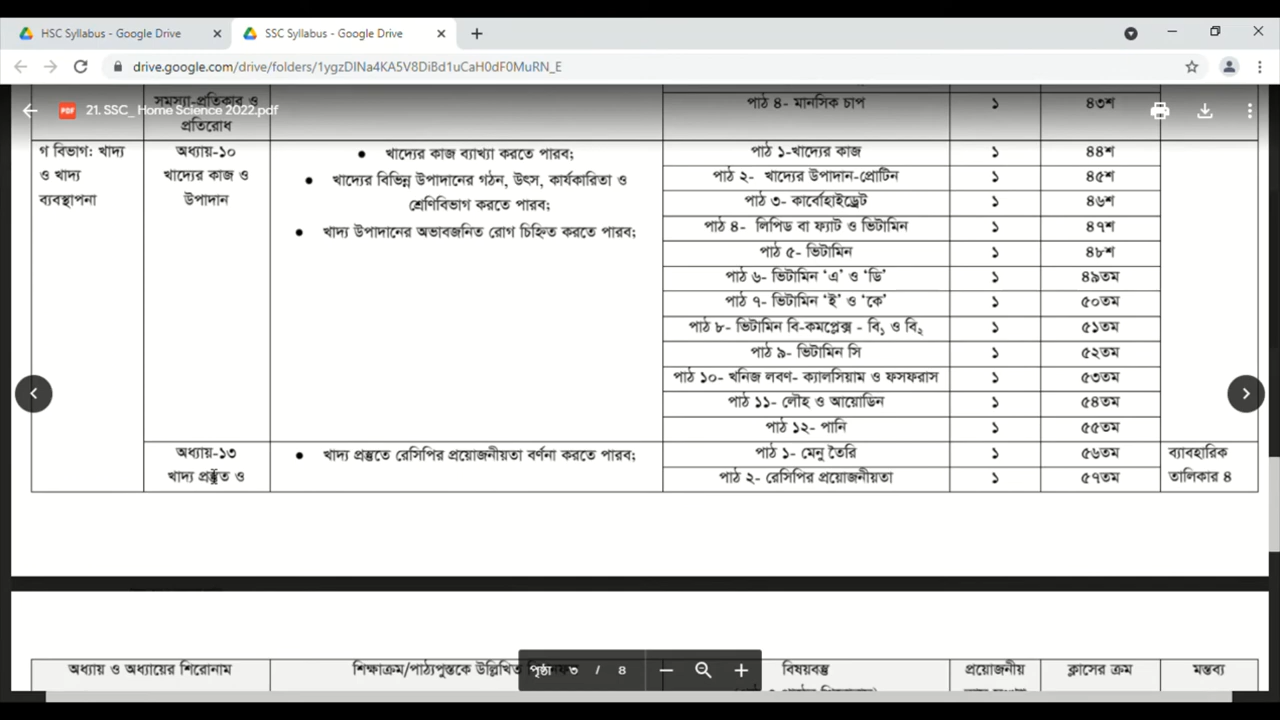 HSC Syllabus - Google Drive
SSC Syllabus - Google Drive
drive.google.com/drive/folders/1ygzDINa4KA5V8DiBd1uCaH0dF0MuRN_E
সমস্যা-প্রতিকার ও
প্রতিরোধ
21. SSC_ Home Science 2022.pdf
পাঠ ৪- মানসিক চাপ ১ ৪৩শ
গ বিভাগ: খাদ্য
ও খাদ্য
ব্যবস্থাপনা
অধ্যায়-১০
খাদ্যের কাজ ও
উপাদান
● খাদ্যের কাজ ব্যাখ্যা করতে পারব;
● খাদ্যের বিভিন্ন উপাদানের গঠন, উৎস, কার্যকারিতা ও
শ্রেণিবিভাগ করতে পারব;
● খাদ্য উপাদানের অভাবজনিত রোগ চিহ্নিত করতে পারব;
পাঠ ১-খাদ্যের কাজ ১ ৪৪শ
পাঠ ২- খাদ্যের উপাদান-প্রোটিন ১ ৪৫শ
পাঠ ৩- কার্বোহাইড্রেট ১ ৪৬শ
পাঠ ৪- লিপিড বা ফ্যাট ও ভিটামিন ১ ৪৭শ
পাঠ ৫- ভিটামিন ১ ৪৮শ
পাঠ ৬- ভিটামিন ‘এ’ ও ‘ডি’ ১ ৪৯তম
পাঠ ৭- ভিটামিন ‘ই’ ও ‘কে’ ১ ৫০তম
পাঠ ৮- ভিটামিন বি-কমপ্লেক্স - বি₁ ও বি₂ ১ ৫১তম
পাঠ ৯- ভিটামিন সি ১ ৫২তম
পাঠ ১০- খনিজ লবণ- ক্যালসিয়াম ও ফসফরাস ১ ৫৩তম
পাঠ ১১- লৌহ ও আয়োডিন ১ ৫৪তম
পাঠ ১২- পানি ১ ৫৫তম
অধ্যায়-১৩
খাদ্য প্রস্তুত ও
● খাদ্য প্রস্তুতে রেসিপির প্রয়োজনীয়তা বর্ণনা করতে পারব;
পাঠ ১- মেনু তৈরি ১ ৫৬তম
পাঠ ২- রেসিপির প্রয়োজনীয়তা ১ ৫৭তম
ব্যাবহারিক
তালিকার ৪
অধ্যায় ও অধ্যায়ের শিরোনাম শিক্ষাক্রম/পাঠ্যপুস্তকে উল্লিখিত বিষয়বস্তু প্রয়োজনীয় ক্লাসের ক্রম মন্তব্য
পৃষ্ঠা ৩ / 8